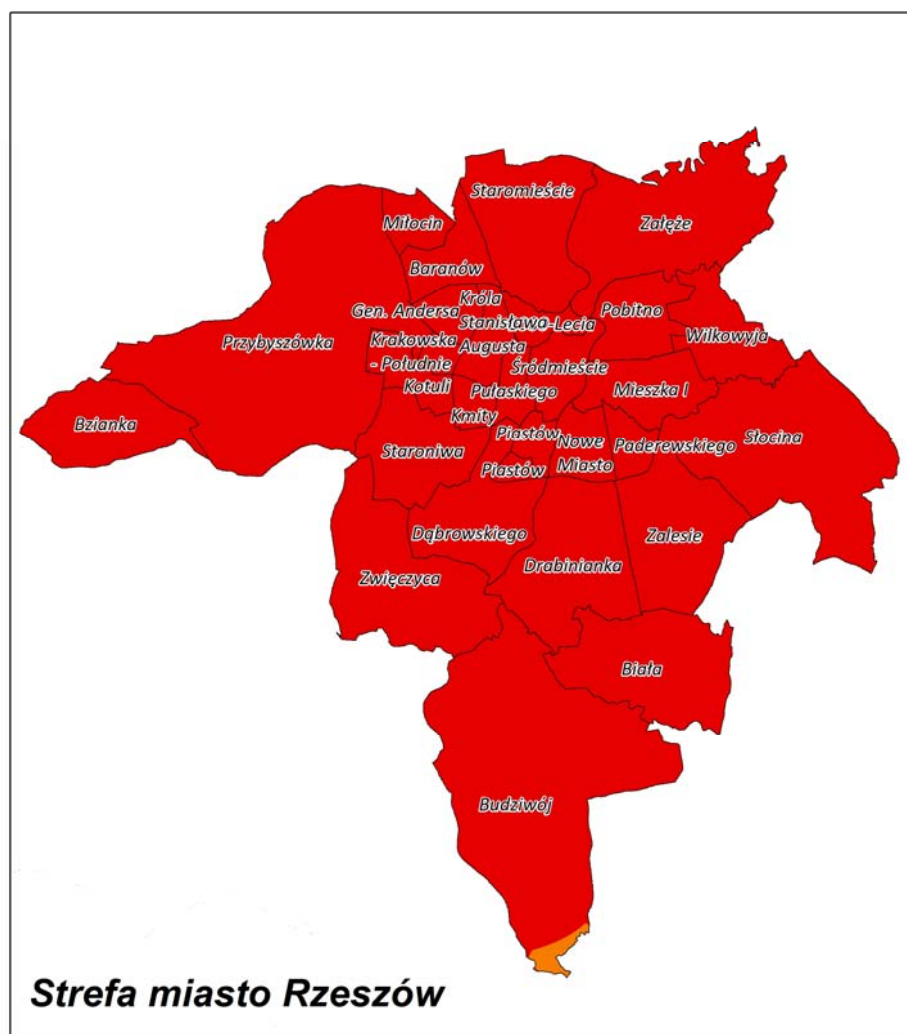 Staromieście
Załęże
Miłocin
Baranów
Króla
Gen. Andersa
Pobitno
Stanisława
-Lecia
Wilkowyja
Przybyszówka
Krakowska
Augusta
- Południe
Śródmieście
Kotuli
Pułaskiego
Mieszka I
Bzianka
Kmity
Piastów
Nowe
Paderewskiego
Słocina
Staroniwa
Piastów
Miasto
Dąbrowskiego
Zalesie
Drabinianka
Zwięczyca
Biała
Budziwój
Strefa miasto Rzeszów